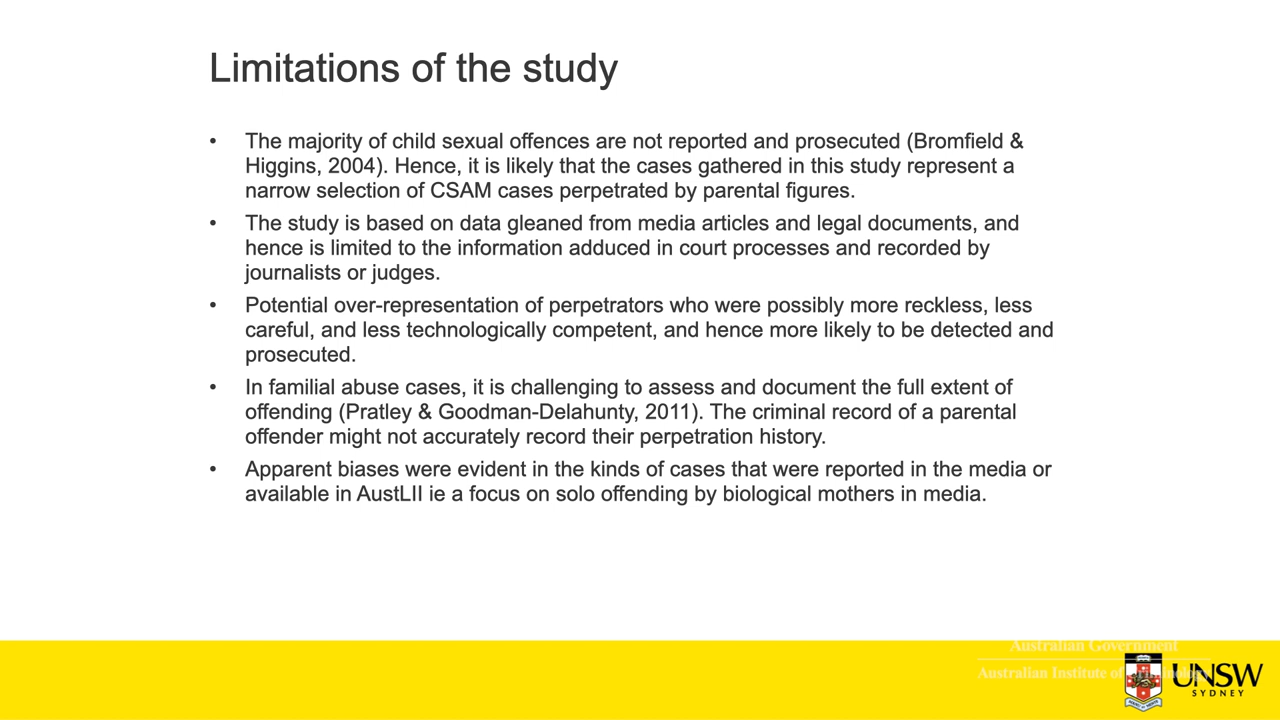 Limitations of the study
• The majority of child sexual offences are not reported and prosecuted (Bromfield &
Higgins, 2004). Hence, it is likely that the cases gathered in this study represent a
narrow selection of CSAM cases perpetrated by parental figures.
• The study is based on data gleaned from media articles and legal documents, and
hence is limited to the information adduced in court processes and recorded by
journalists or judges.
• Potential over-representation of perpetrators who were possibly more reckless, less
careful, and less technologically competent, and hence more likely to be detected and
prosecuted.
• In familial abuse cases, it is challenging to assess and document the full extent of
offending (Pratley & Goodman-Delahunty, 2011). The criminal record of a parental
offender might not accurately record their perpetration history.
• Apparent biases were evident in the kinds of cases that were reported in the media or
available in AustLII ie a focus on solo offending by biological mothers in media.
Australian Government
Australian Institute of
UNSW
SYDNEY